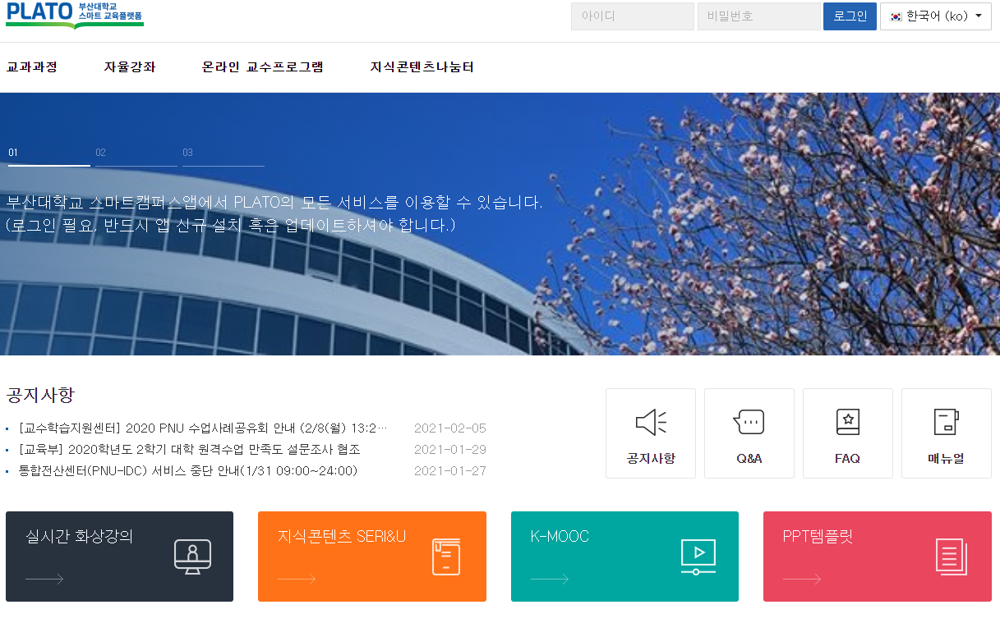 PLATO 부산대학교
스마트 교육플랫폼
아이디 비밀번호 로그인 한국어 (ko)
교과과정 자율강좌 온라인 교수프로그램 지식콘텐츠나눔터
01 02 03
부산대학교 스마트캠퍼스앱에서 PLATO의 모든 서비스를 이용할 수 있습니다.
(로그인 필요, 반드시 앱 신규 설치 혹은 업데이트하셔야 합니다.)
공지사항
[교수학습지원센터] 2020 PNU 수업사례공유회 안내 (2/8(월) 13:2… 2021-02-05
[교육부] 2020학년도 2학기 대학 원격수업 만족도 설문조사 협조 2021-01-29
통합전산센터(PNU-IDC) 서비스 중단 안내(1/31 09:00~24:00) 2021-01-27
공지사항 Q&A FAQ 매뉴얼
실시간 화상강의 지식콘텐츠 SERI&U K-MOOC PPT템플릿